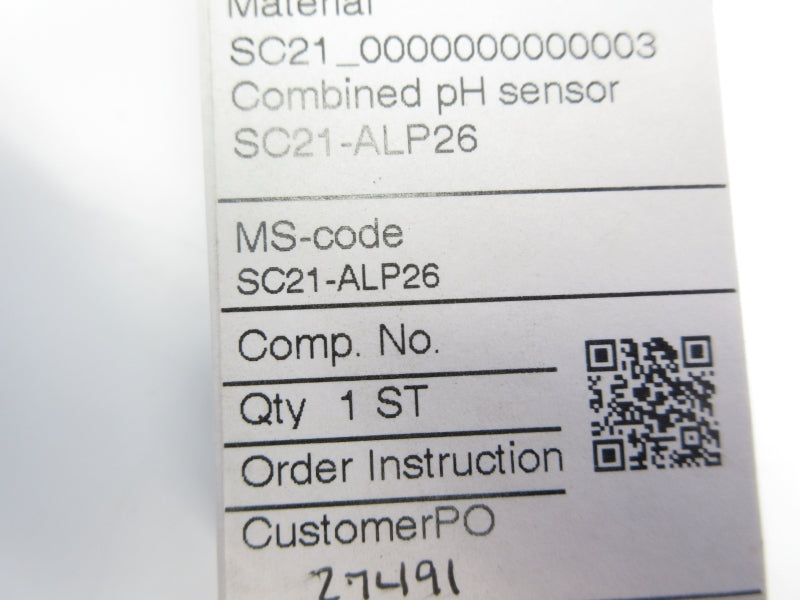 Material
SC21_0000000000003
Combined pH sensor
SC21-ALP26
MS-code
SC21-ALP26
Comp. No.
Qty 1 ST
Order Instruction
CustomerPO
27491